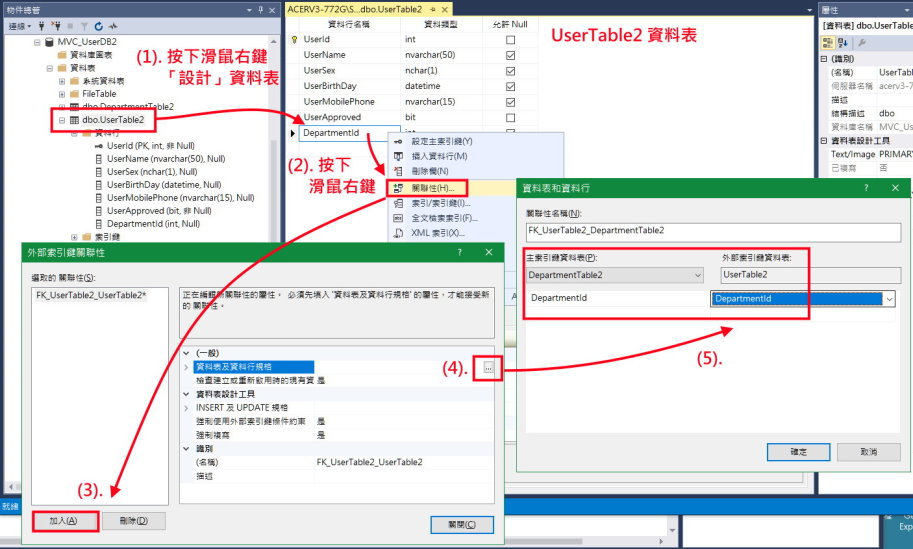 物件總管
連線
MVC_UserDB2
資料庫圖表
資料表
系統資料表
FileTable
dbo.DepartmentTable2
dbo.UserTable2
資料行
UserId (PK, int, 非 Null)
UserName (nvarchar(50), Null)
UserSex (nchar(1), Null)
UserBirthDay (datetime, Null)
UserMobilePhone (nvarchar(15), Null)
UserApproved (bit, 非 Null)
DepartmentId (int, Null)
索引鍵
(1). 按下滑鼠右鍵
「設計」資料表
ACERV3-772G\S...dbo.UserTable2
資料行名稱 資料類型 允許 Null
UserId int
UserName nvarchar(50)
UserSex nchar(1)
UserBirthDay datetime
UserMobilePhone nvarchar(15)
UserApproved bit
DepartmentId int
UserTable2 資料表
(2). 按下
滑鼠右鍵
設定主索引鍵(Y)
插入資料行(M)
刪除欄(N)
關聯性(H)...
索引/索引鍵(I)...
全文檢索索引(F)...
XML 索引(X)...
屬性
[資料表] dbo.UserTable
(識別)
(名稱) UserTabl
伺服器名稱 acerv3-7
描述
結構描述 dbo
資料庫名稱 MVC_Us
資料表設計工具
Text/Image PRIMARY
已複寫 否
外部索引鍵關聯性
? ×
選取的 關聯性(S):
FK_UserTable2_UserTable2*
正在編輯新關聯性的屬性。 必須先填入 '資料表及資料行規格' 的屬性，才能接受新
的 關聯性。
(一般)
資料表及資料行規格
...
檢查建立或重新啟用時的現有資 是
資料表設計工具
INSERT 及 UPDATE 規格
強制使用外部索引鍵條件約束 是
強制複寫 是
識別
(名稱) FK_UserTable2_UserTable2
描述
(3).
(4).
加入(A) 刪除(D) 關閉(C)
資料表和資料行
? ×
關聯性名稱(N):
FK_UserTable2_DepartmentTable2
主索引鍵資料表(P): 外部索引鍵資料表:
DepartmentTable2 UserTable2
DepartmentId DepartmentId
(5).
確定 取消
就緒
Exp